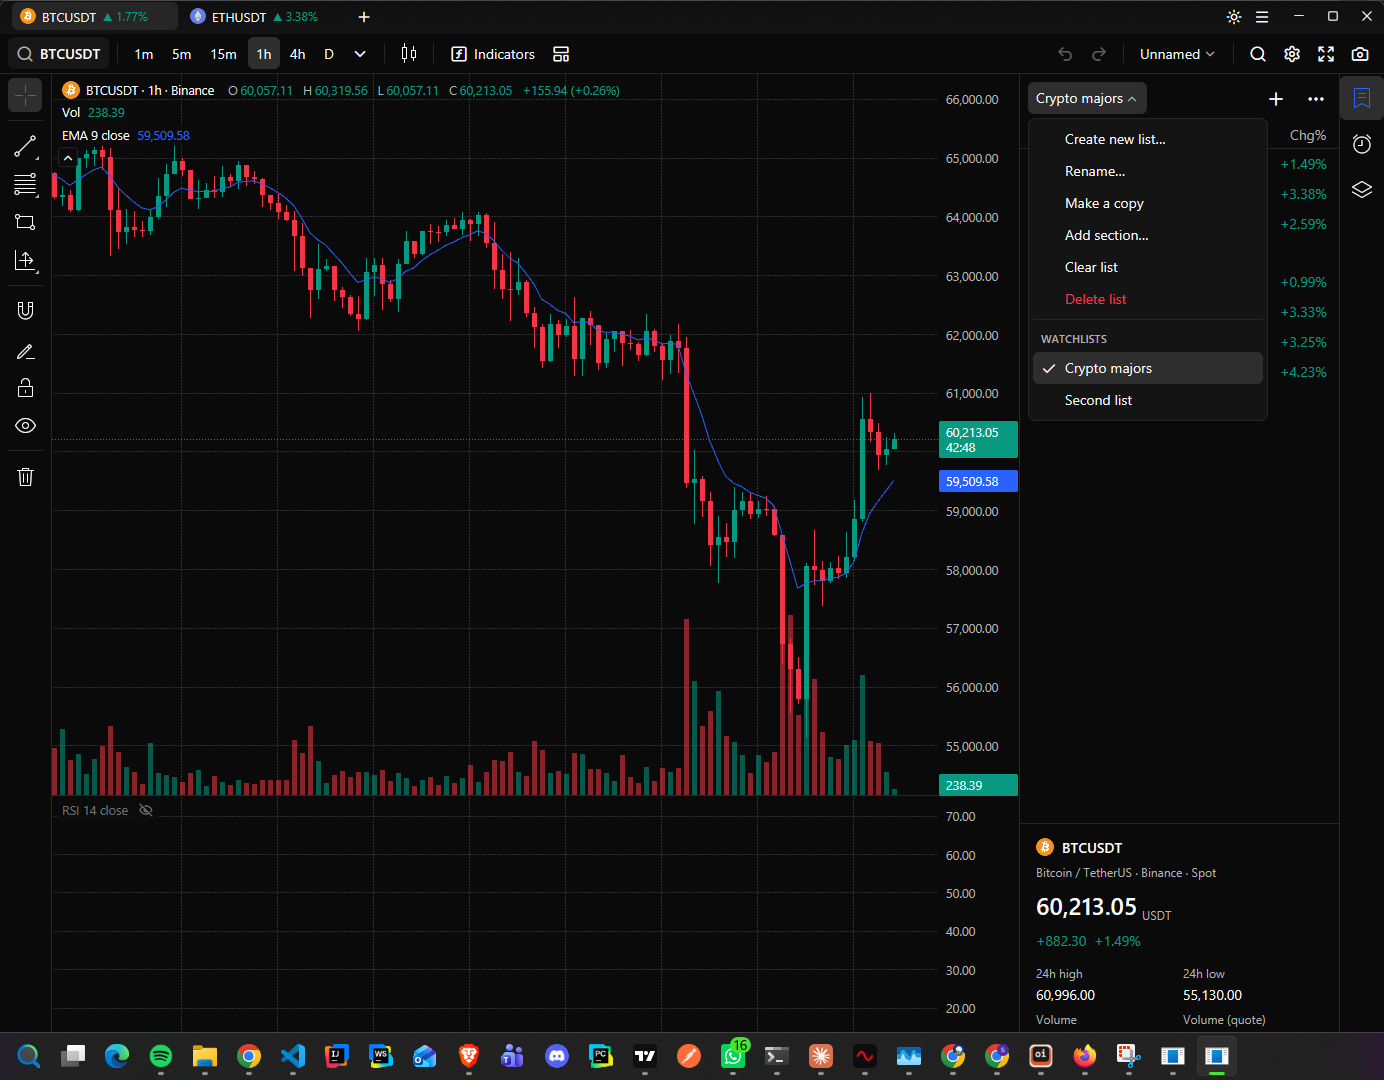 BTCUSDT ▲ 1.77% ETHUSDT ▲ 3.38%
BTCUSDT 1m 5m 15m 1h 4h D Indicators Unnamed
BTCUSDT · 1h · Binance O 60,057.11 H 60,319.56 L 60,057.11 C 60,213.05 +155.94 (+0.26%)
Vol 238.39
EMA 9 close 59,509.58
66,000.00
65,000.00
64,000.00
63,000.00
62,000.00
61,000.00
60,213.05
42:48
59,509.58
59,000.00
58,000.00
57,000.00
56,000.00
55,000.00
238.39
RSI 14 close
70.00
60.00
50.00
40.00
30.00
20.00
Crypto majors
Create new list...
Rename...
Make a copy
Add section...
Clear list
Delete list
WATCHLISTS
Crypto majors
Second list
Chg%
+1.49%
+3.38%
+2.59%
+0.99%
+3.33%
+3.25%
+4.23%
BTCUSDT
Bitcoin / TetherUS · Binance · Spot
60,213.05 USDT
+882.30 +1.49%
24h high 24h low
60,996.00 55,130.00
Volume Volume (quote)
IJ WS PC 16 oi